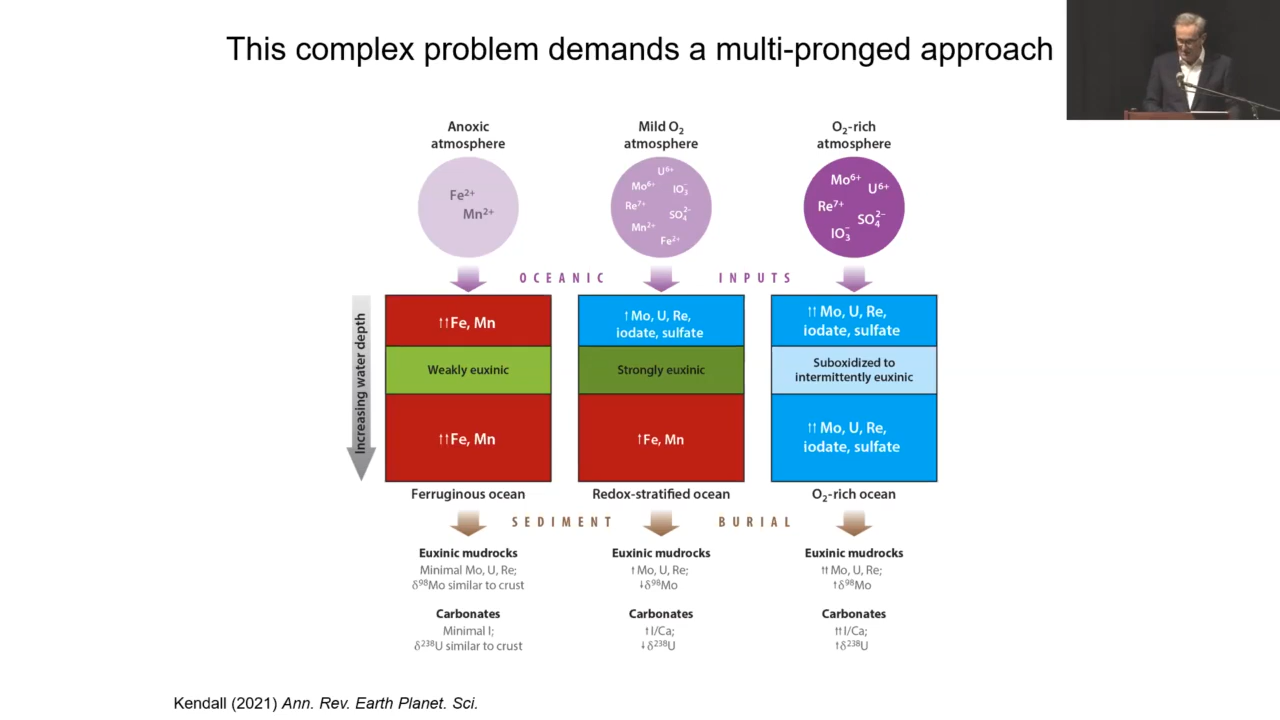 This complex problem demands a multi-pronged approach
Anoxic
atmosphere
Fe²⁺
Mn²⁺
Mild O₂
atmosphere
U⁶⁺
Mo⁶⁺ IO₃⁻
Re⁷⁺ SO₄²⁻
Mn²⁺
Fe²⁺
O₂-rich
atmosphere
Mo⁶⁺
U⁶⁺
Re⁷⁺
SO₄²⁻
IO₃⁻
OCEANIC INPUTS
Increasing water depth
↑↑Fe, Mn
Weakly euxinic
↑↑Fe, Mn
Ferruginous ocean
↑Mo, U, Re,
iodate, sulfate
Strongly euxinic
↑Fe, Mn
Redox-stratified ocean
↑↑Mo, U, Re,
iodate, sulfate
Suboxidized to
intermittently euxinic
↑↑Mo, U, Re,
iodate, sulfate
O₂-rich ocean
SEDIMENT BURIAL
Euxinic mudrocks
Minimal Mo, U, Re;
δ⁹⁸Mo similar to crust
Carbonates
Minimal I;
δ²³⁸U similar to crust
Euxinic mudrocks
↑Mo, U, Re;
↓δ⁹⁸Mo
Carbonates
↑I/Ca;
↓δ²³⁸U
Euxinic mudrocks
↑↑Mo, U, Re;
↑δ⁹⁸Mo
Carbonates
↑↑I/Ca;
↑δ²³⁸U
Kendall (2021) Ann. Rev. Earth Planet. Sci.